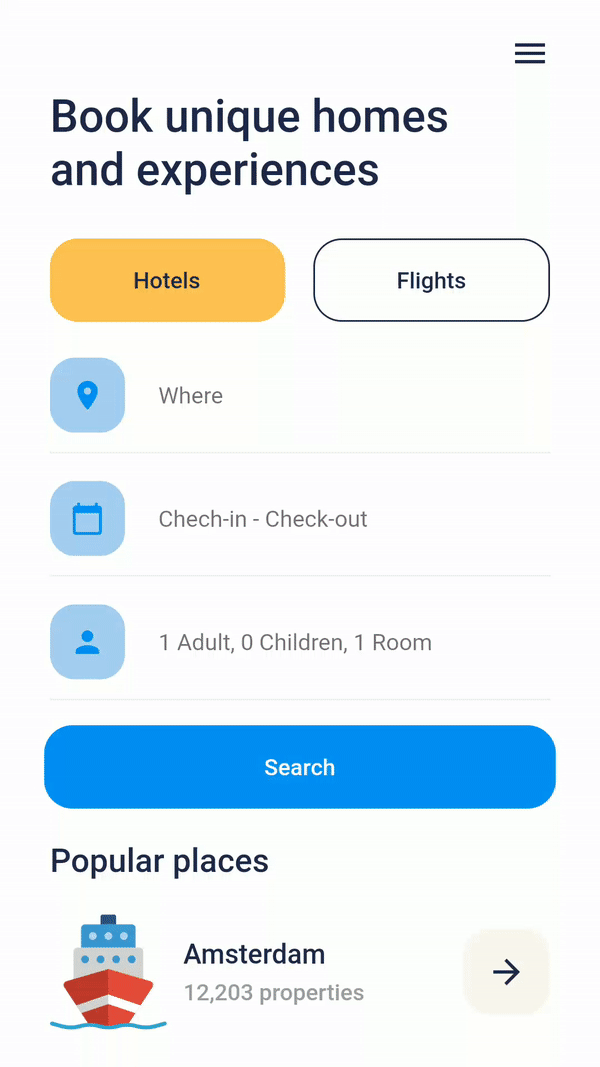 Book unique homes
and experiences
Hotels
Flights
Where
Chech-in - Check-out
1 Adult, 0 Children, 1 Room
Search
Popular places
Amsterdam
12,203 properties